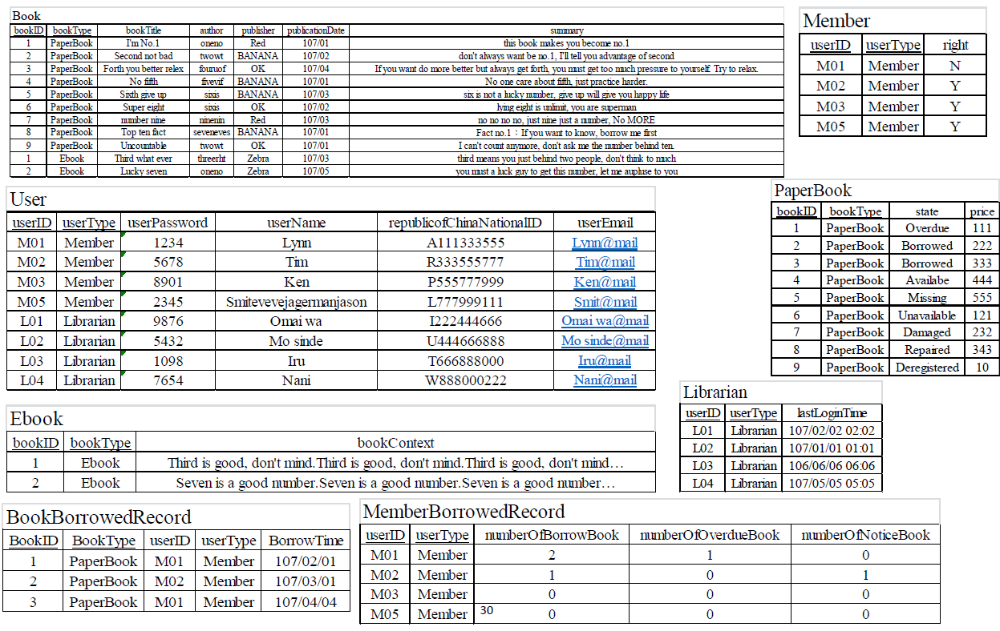 Book
bookID bookType bookTitle author publisher publicationDate summary
1 PaperBook I'm No.1 oneno Red 107/01 this book makes you become no.1
2 PaperBook Second not bad twowt BANANA 107/02 don't always want be no.1, I'll tell you advantage of second
3 PaperBook Forth you better relex fouruof OK 107/04 If you want do more better but always get forth, you must get too much pressure to yourself. Try to relax.
4 PaperBook No fifth fivevif BANANA 107/01 No one care about fifth, just practice harder.
5 PaperBook Sixth give up sixis BANANA 107/03 six is not a lucky number, give up will give you happy life
6 PaperBook Super eight sixis OK 107/02 lying eight is unlimit, you are superman
7 PaperBook number nine ninenin Red 107/03 no no no no, just nine just a number, No MORE
8 PaperBook Top ten fact seveneves BANANA 107/01 Fact no.1：If you want to know, borrow me first
9 PaperBook Uncountable twowt OK 107/01 I can't count anymore, don't ask me the number behind ten.
1 Ebook Third what ever threerht Zebra 107/03 third means you just behind two people, don't think to much
2 Ebook Lucky seven oneno Zebra 107/05 you must a luck guy to get this number, let me aupluse to you
Member
userID userType right
M01 Member N
M02 Member Y
M03 Member Y
M05 Member Y
User
userID userType userPassword userName republicofChinaNationalID userEmail
M01 Member 1234 Lynn A111333555 Lynn@mail
M02 Member 5678 Tim R333555777 Tim@mail
M03 Member 8901 Ken P555777999 Ken@mail
M05 Member 2345 Smitevevejagermanjason L777999111 Smit@mail
L01 Librarian 9876 Omai wa I222444666 Omai wa@mail
L02 Librarian 5432 Mo sinde U444666888 Mo sinde@mail
L03 Librarian 1098 Iru T666888000 Iru@mail
L04 Librarian 7654 Nani W888000222 Nani@mail
PaperBook
bookID bookType state price
1 PaperBook Overdue 111
2 PaperBook Borrowed 222
3 PaperBook Borrowed 333
4 PaperBook Availabe 444
5 PaperBook Missing 555
6 PaperBook Unavailable 121
7 PaperBook Damaged 232
8 PaperBook Repaired 343
9 PaperBook Deregistered 10
Ebook
bookID bookType bookContext
1 Ebook Third is good, don't mind.Third is good, don't mind.Third is good, don't mind…
2 Ebook Seven is a good number.Seven is a good number.Seven is a good number…
Librarian
userID userType lastLoginTime
L01 Librarian 107/02/02 02:02
L02 Librarian 107/01/01 01:01
L03 Librarian 106/06/06 06:06
L04 Librarian 107/05/05 05:05
BookBorrowedRecord
BookID BookType userID userType BorrowTime
1 PaperBook M01 Member 107/02/01
2 PaperBook M02 Member 107/03/01
3 PaperBook M01 Member 107/04/04
MemberBorrowedRecord
userID userType numberOfBorrowBook numberOfOverdueBook numberOfNoticeBook
M01 Member 2 1 0
M02 Member 1 0 1
M03 Member 0 0 0
M05 Member 0 0 0
30